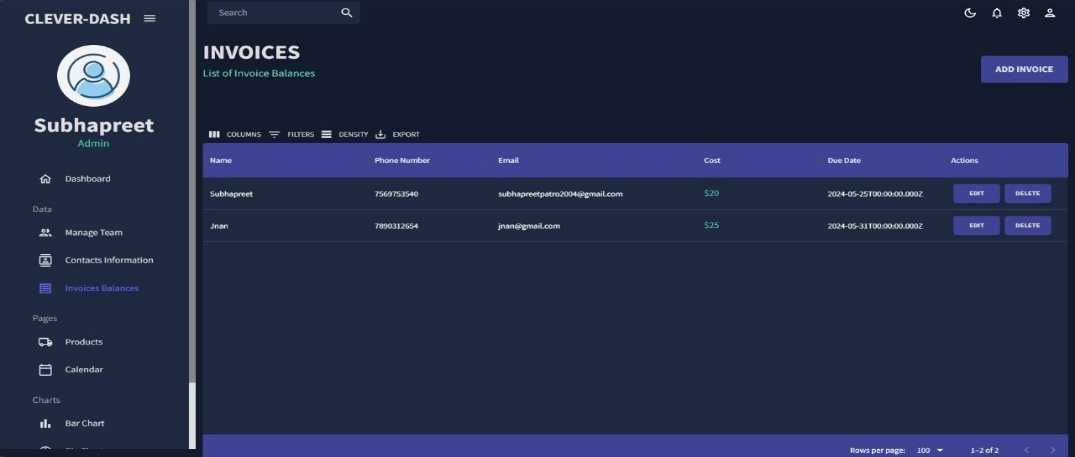 CLEVER-DASH
Subhapreet
Admin
Dashboard
Data
Manage Team
Contacts Information
Invoices Balances
Pages
Products
Calendar
Charts
Bar Chart
Search
INVOICES
List of Invoice Balances
ADD INVOICE
COLUMNS FILTERS DENSITY EXPORT
Name Phone Number Email Cost Due Date Actions
Subhapreet 7569753540 subhapreetpatro2004@gmail.com $20 2024-05-25T00:00:00.000Z EDIT DELETE
Jnan 7890312654 jnan@gmail.com $25 2024-05-31T00:00:00.000Z EDIT DELETE
Rows per page: 100 1–2 of 2